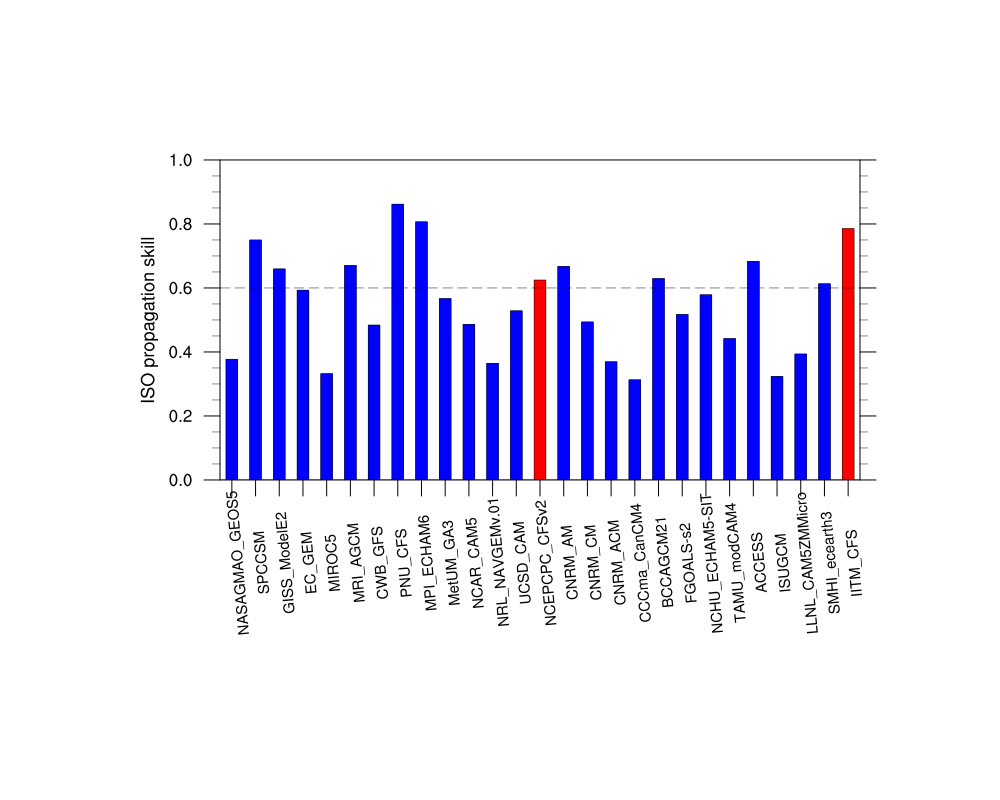 1.0
0.8
0.6
0.4
0.2
0.0
ISO propagation skill
NASAGMAO_GEOS5
SPCCSM
GISS_ModelE2
EC_GEM
MIROC5
MRI_AGCM
CWB_GFS
PNU_CFS
MPI_ECHAM6
MetUM_GA3
NCAR_CAM5
NRL_NAVGEMv.01
UCSD_CAM
NCEPCPC_CFSv2
CNRM_AM
CNRM_CM
CNRM_ACM
CCCma_CanCM4
BCCAGCM21
FGOALS-s2
NCHU_ECHAM5-SIT
TAMU_modCAM4
ACCESS
ISUGCM
LLNL_CAM5ZMMicro
SMHI_ecearth3
IITM_CFS